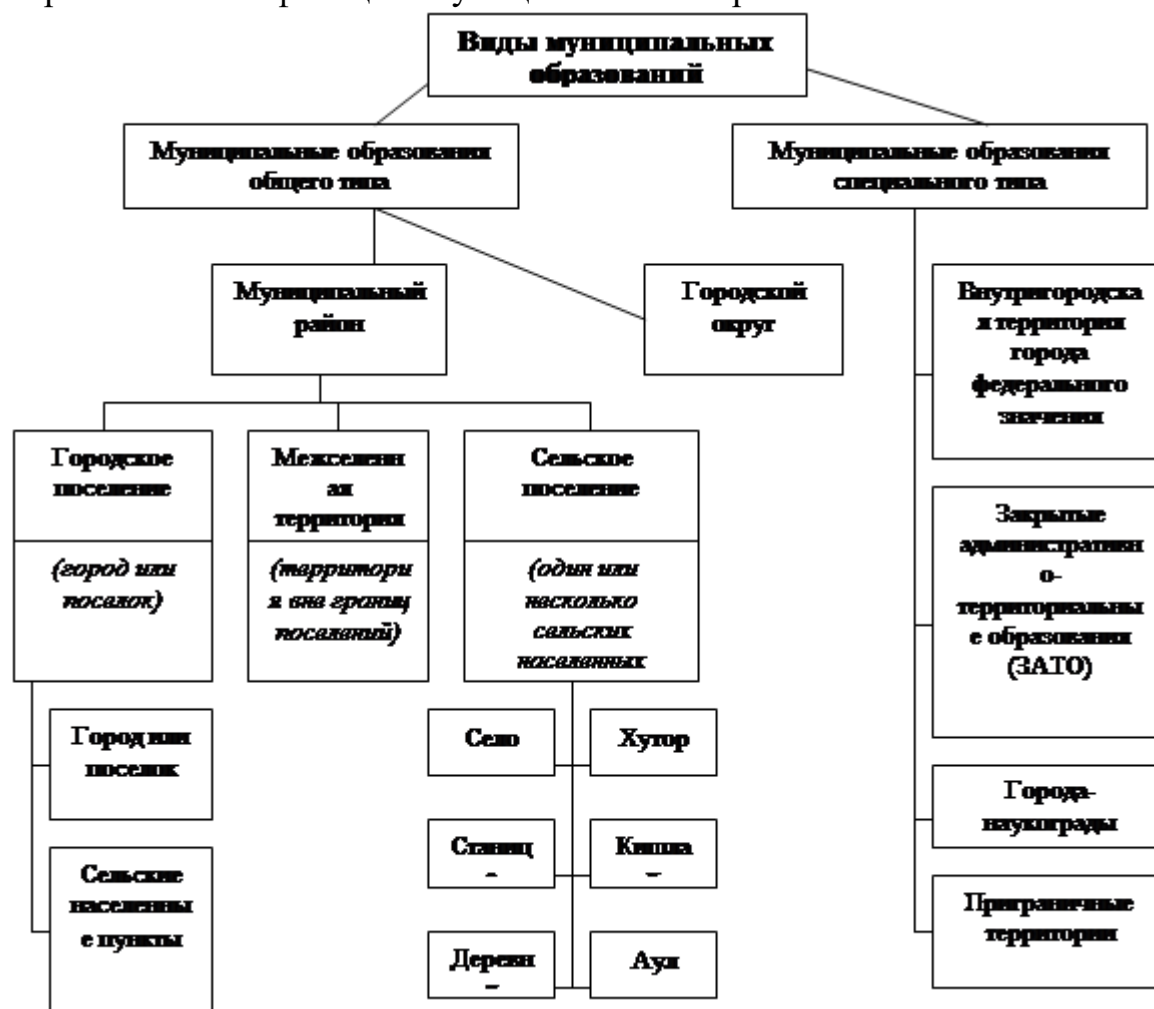 Виды муниципальных
образований
Муниципальные образования
общего типа
Муниципальные образования
специального типа
Муниципальный
район
Городской
округ
Внутригородска
я территория
города
федерального
значения
Городское
поселение
Межселенн
ая
территория
Сельское
поселение
(город или
поселок)
(территори
я вне границ
поселений)
(один или
несколько
сельских
населенных
Закрытые
административн
о-
территориальны
е образования
(ЗАТО)
Город или
поселок
Село
Хутор
Города-
наукограды
Станиц
Кишла
Сельские
населенны
е пункты
Приграничные
территории
Деревн
Аул